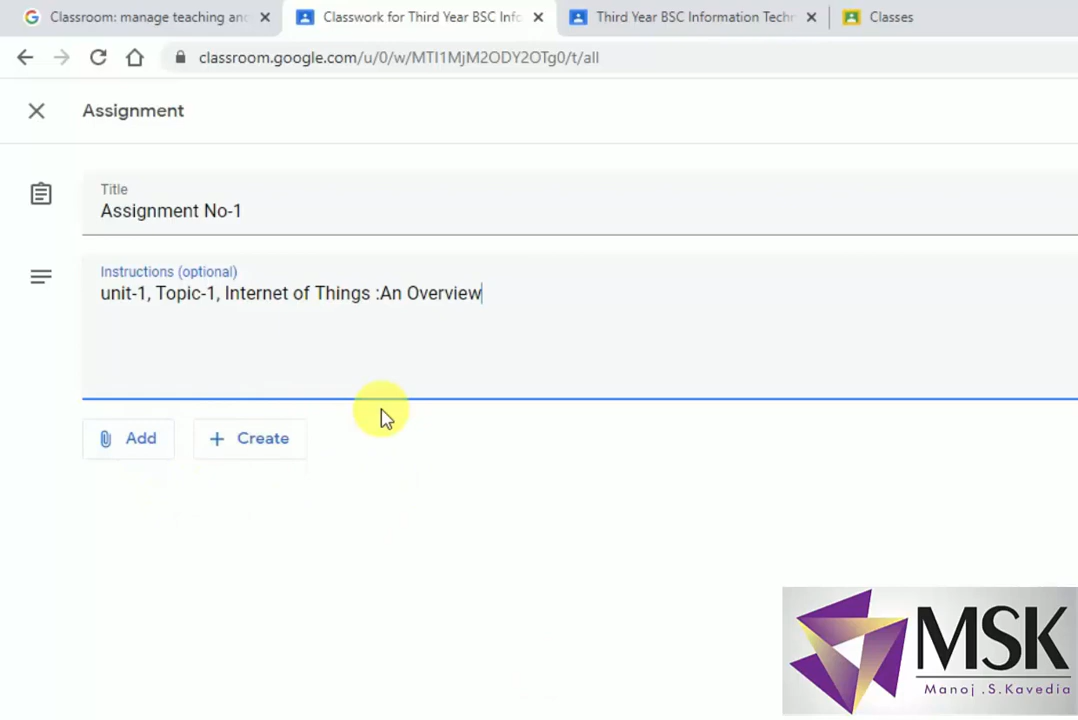 Classroom: manage teaching and
Classwork for Third Year BSC Info
Third Year BSC Information Techn
Classes
classroom.google.com/u/0/w/MTI1MjM2ODY2OTg0/t/all
Assignment
Title
Assignment No-1
Instructions (optional)
unit-1, Topic-1, Internet of Things :An Overview
Add
Create
MSK
Manoj .S.Kavedia